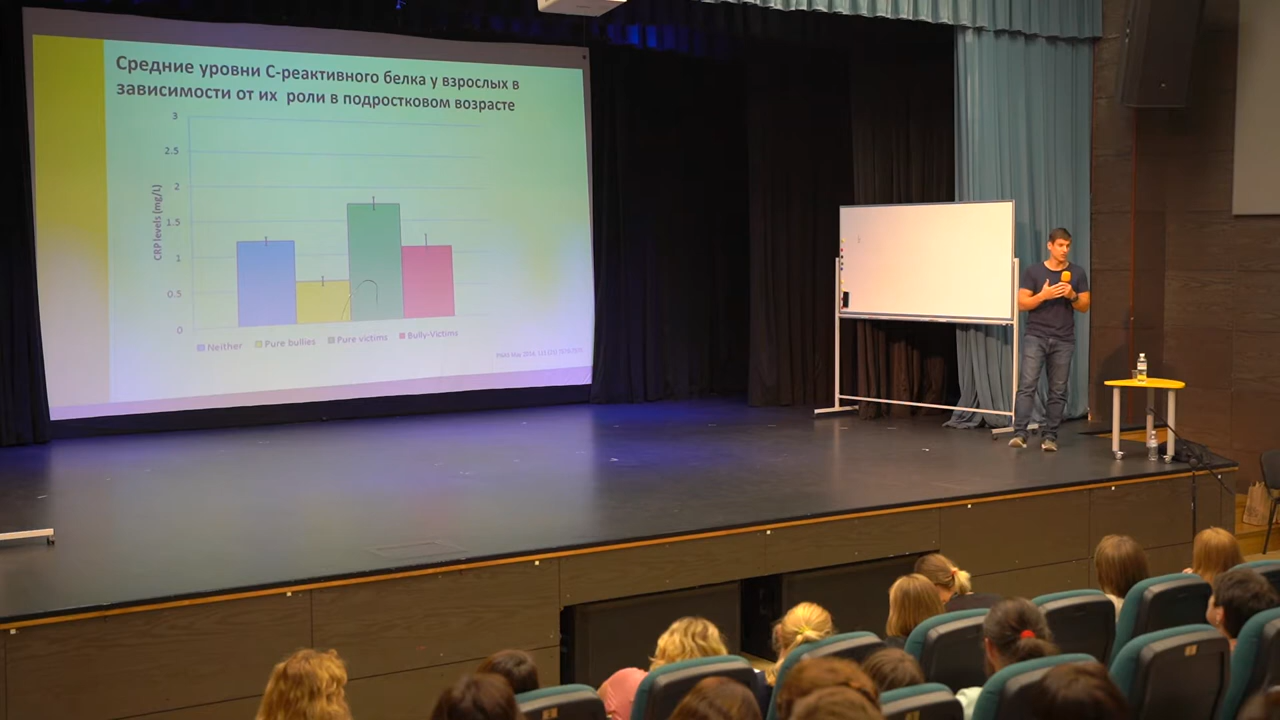 Средние уровни С-реактивного белка у взрослых в
зависимости от их роли в подростковом возрасте
3
2.5
2
1.5
1
0.5
0
CRP levels (mg/L)
Neither Pure bullies Pure victims Bully-Victims